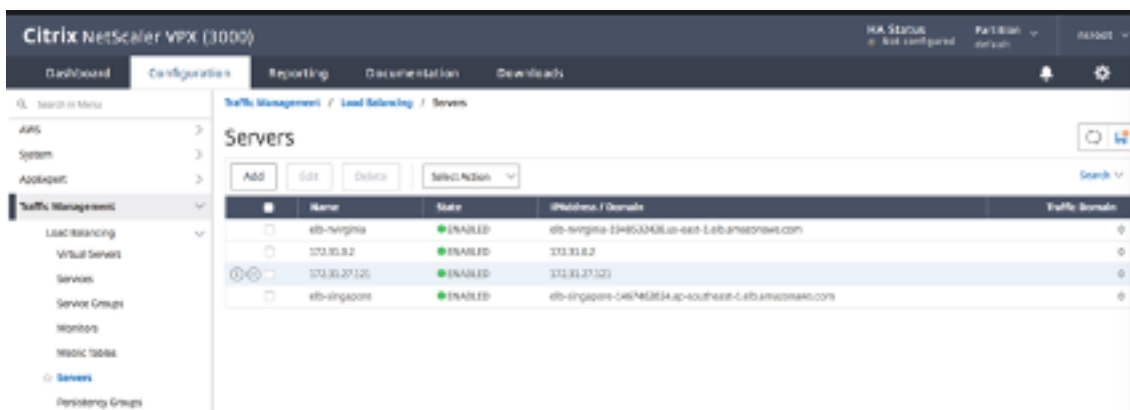 Citrix NetScaler VPX (3000)
HA Status
Not configured
Partition
default
nsroot
Dashboard Configuration Reporting Documentation Downloads
Search in Menu
AWS
System
AppExpert
Traffic Management
Load Balancing
Virtual Servers
Services
Service Groups
Monitors
Metric Tables
Servers
Persistency Groups
Traffic Management / Load Balancing / Servers
Servers
Add Edit Delete Select Action Search
Name State IPAddress / Domain Traffic Domain
elb-nvirginia ENABLED 0
172.31.8.2 ENABLED 172.31.8.2 0
172.31.27.121 ENABLED 172.31.27.121 0
elb-singapore ENABLED 0